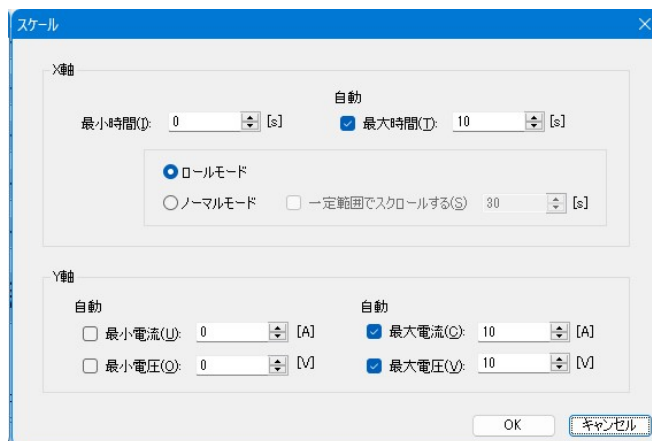 スケール
X軸
自動
最小時間(I): 0 [s] 最大時間(T): 10 [s]
ロールモード
ノーマルモード 一定範囲でスクロールする(S) 30 [s]
Y軸
自動 自動
最小電流(U): 0 [A] 最大電流(C): 10 [A]
最小電圧(O): 0 [V] 最大電圧(V): 10 [V]
OK キャンセル